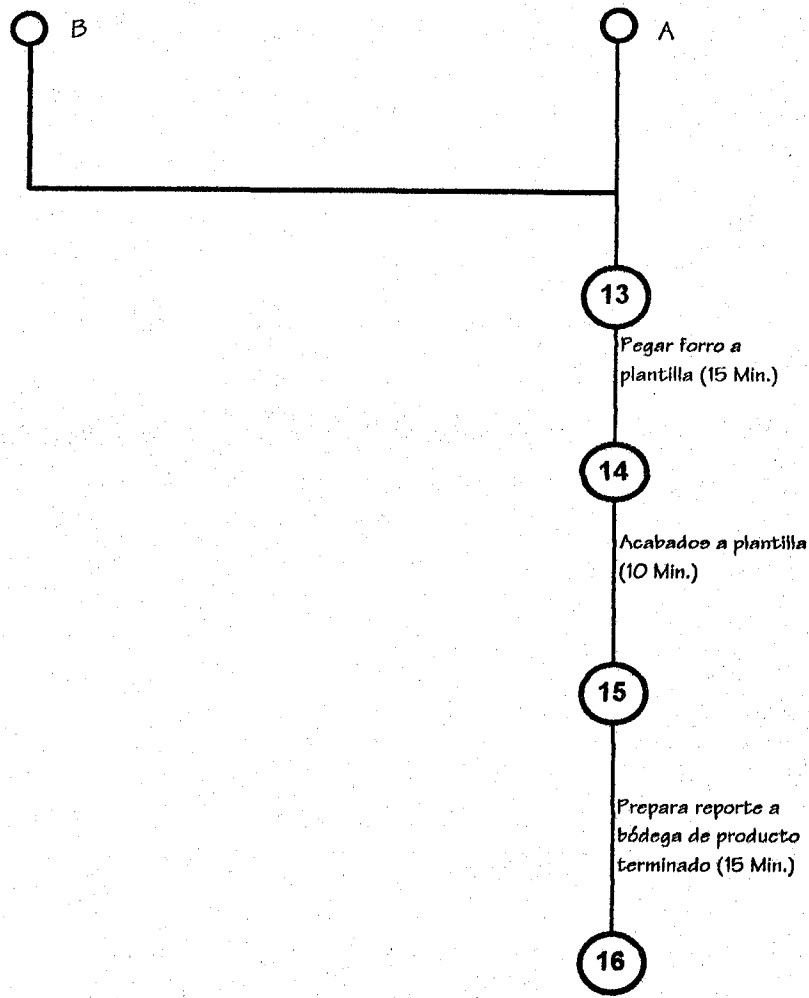 B
A
13
Pegar forro a
plantilla (15 Min.)
14
Acabados a plantilla
(10 Min.)
15
Prepara reporte a
bódega de producto
terminado (15 Min.)
16